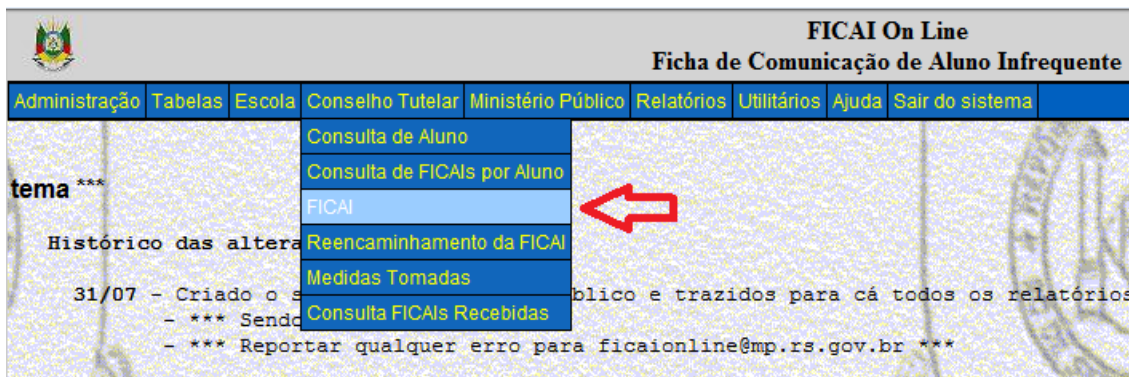 FICAI On Line
Ficha de Comunicação de Aluno Infrequente
Administração Tabelas Escola Conselho Tutelar Ministério Público Relatórios Utilitários Ajuda Sair do sistema
Consulta de Aluno
Consulta de FICAIs por Aluno
tema ***
FICAI
Histórico das altera
Reencaminhamento da FICAI
Medidas Tomadas
31/07 - Criado o s blico e trazidos para cá todos os relatórios
Consulta FICAIs Recebidas
- *** Sendo
- *** Reportar qualquer erro para ficaionline@mp.rs.gov.br ***